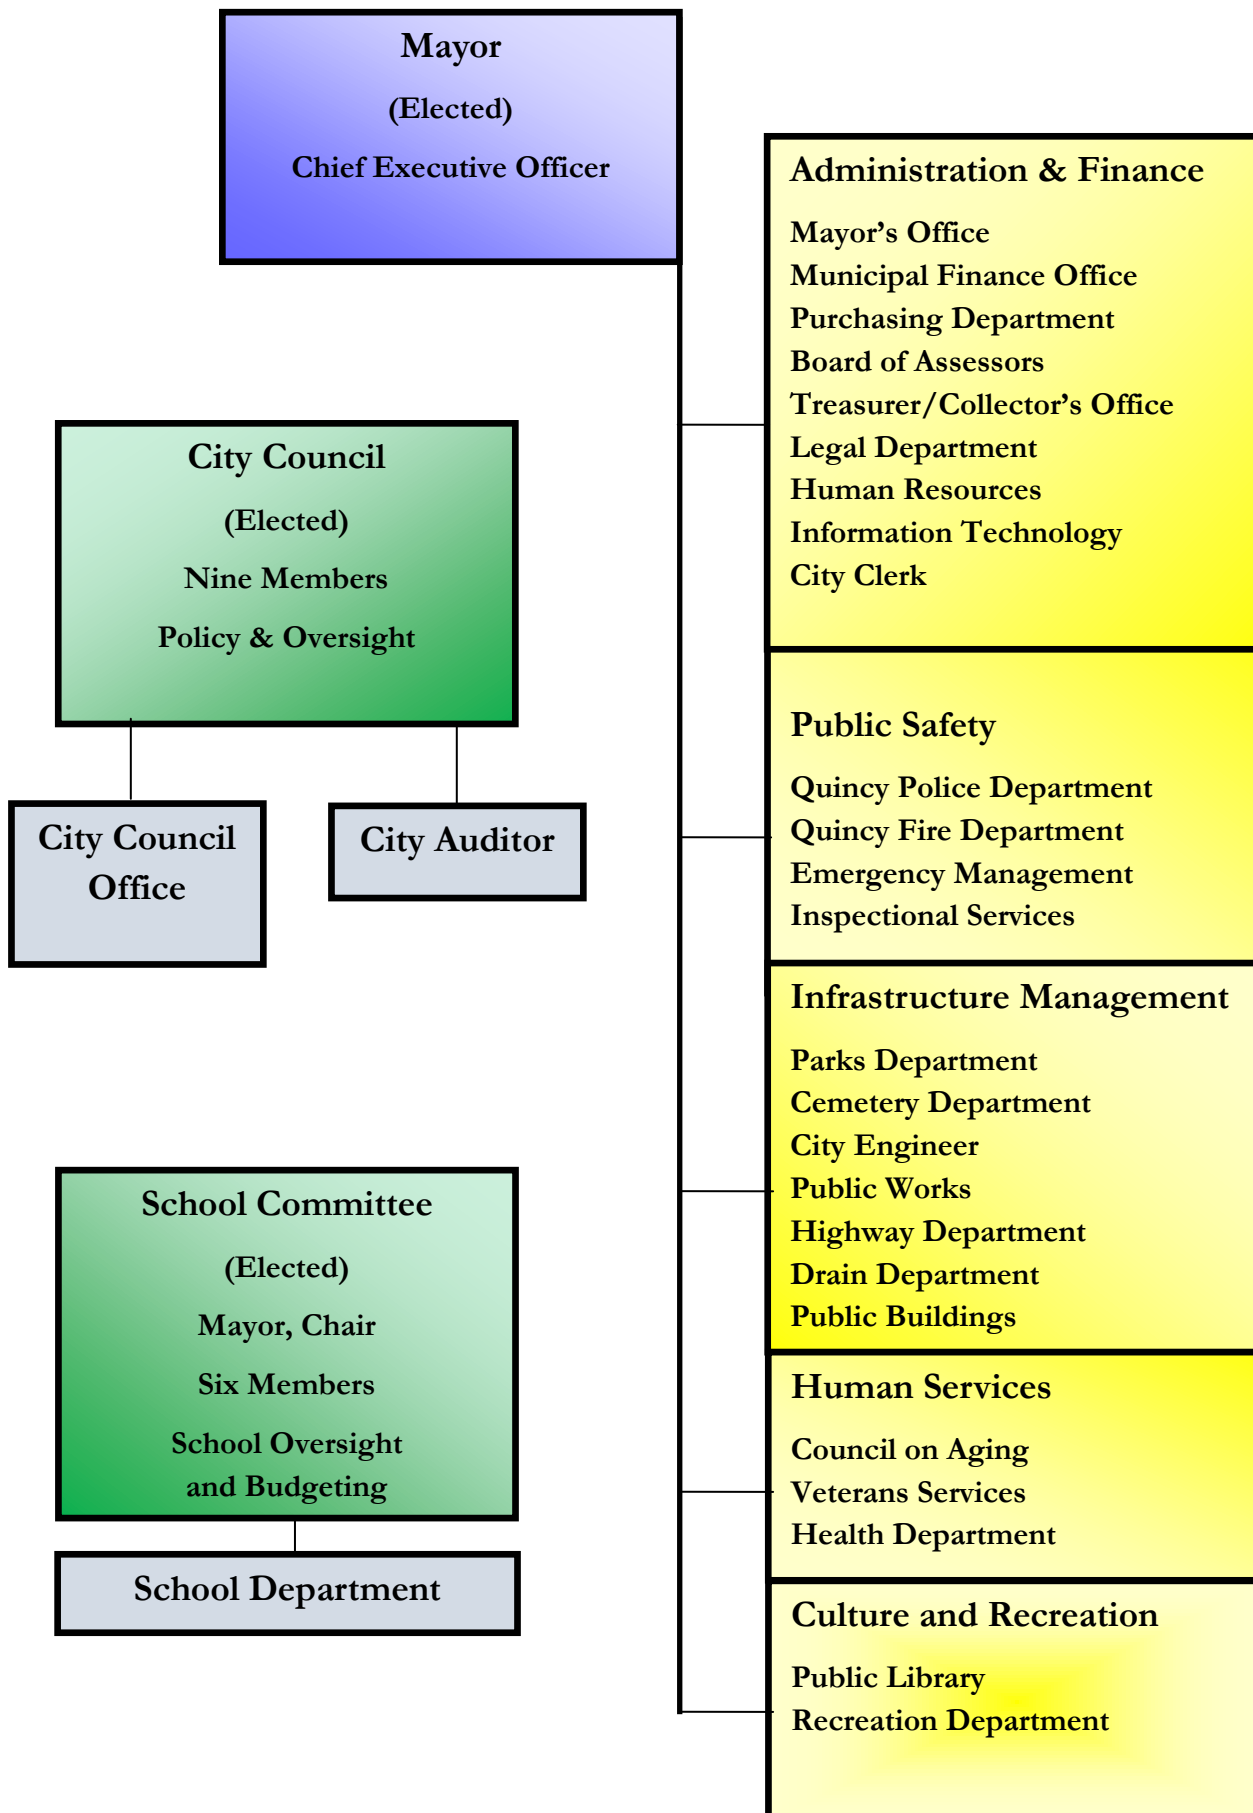 Mayor
(Elected)
Chief Executive Officer
Administration & Finance
Mayor’s Office
Municipal Finance Office
Purchasing Department
Board of Assessors
Treasurer/Collector’s Office
Legal Department
Human Resources
Information Technology
City Clerk
City Council
(Elected)
Nine Members
Policy & Oversight
City Council
Office
City Auditor
Public Safety
Quincy Police Department
Quincy Fire Department
Emergency Management
Inspectional Services
Infrastructure Management
Parks Department
Cemetery Department
City Engineer
Public Works
Highway Department
Drain Department
Public Buildings
School Committee
(Elected)
Mayor, Chair
Six Members
School Oversight
and Budgeting
School Department
Human Services
Council on Aging
Veterans Services
Health Department
Culture and Recreation
Public Library
Recreation Department